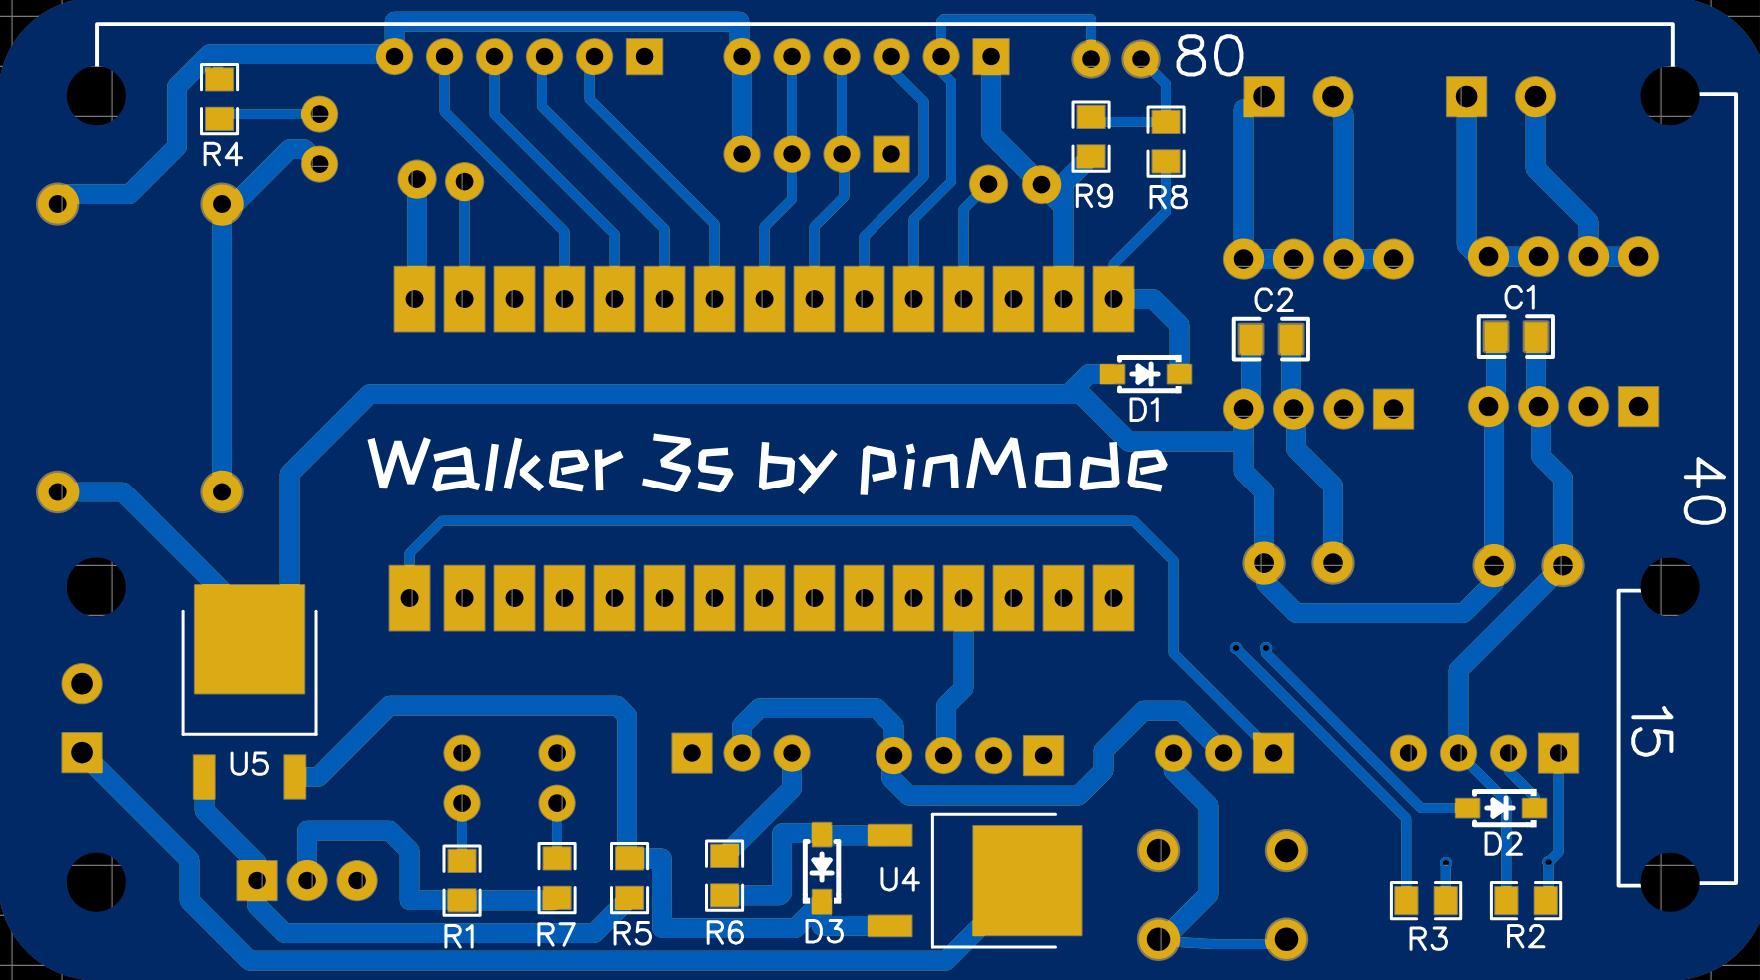 80
R4
R9
R8
C2
C1
D1
Walker 3s by pinMode
40
15
U5
D2
U4
R1
R7
R5
R6
D3
R3
R2